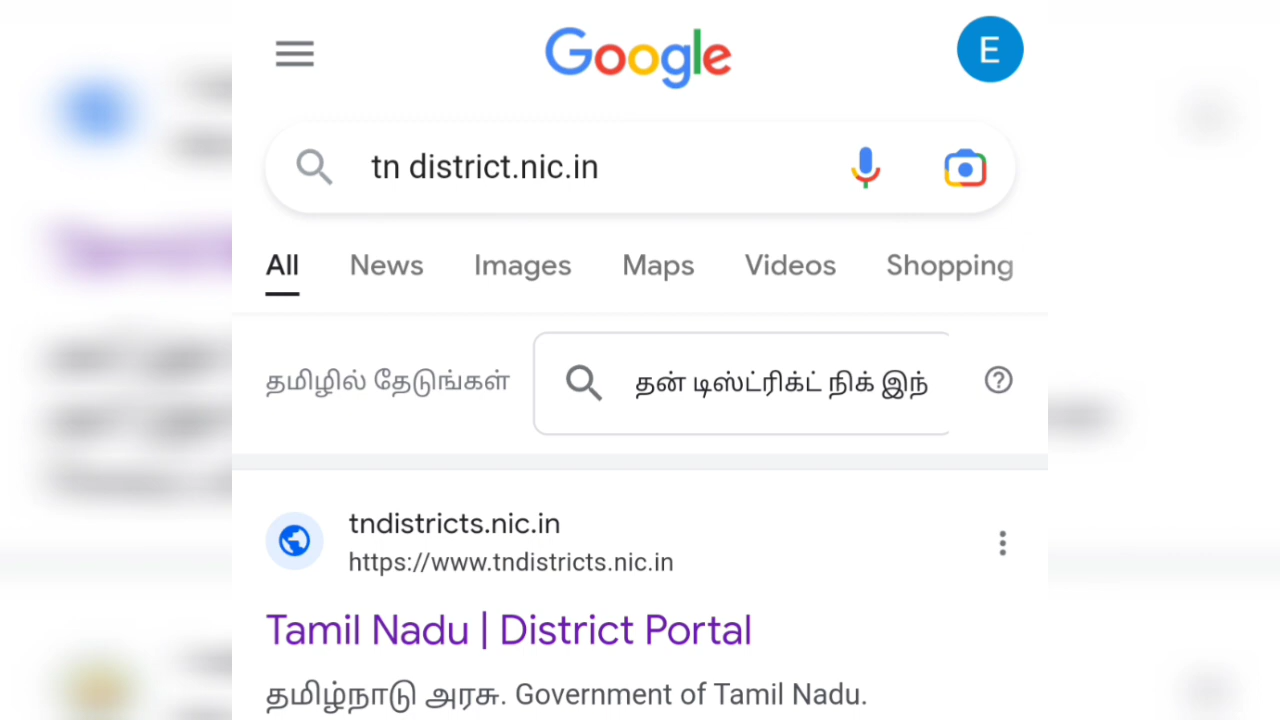 Google
E
tn district.nic.in
All News Images Maps Videos Shopping
தமிழில் தேடுங்கள்
தன் டிஸ்ட்ரிக்ட் நிக் இந்
tndistricts.nic.in
https://www.tndistricts.nic.in
Tamil Nadu | District Portal
தமிழ்நாடு அரசு. Government of Tamil Nadu.